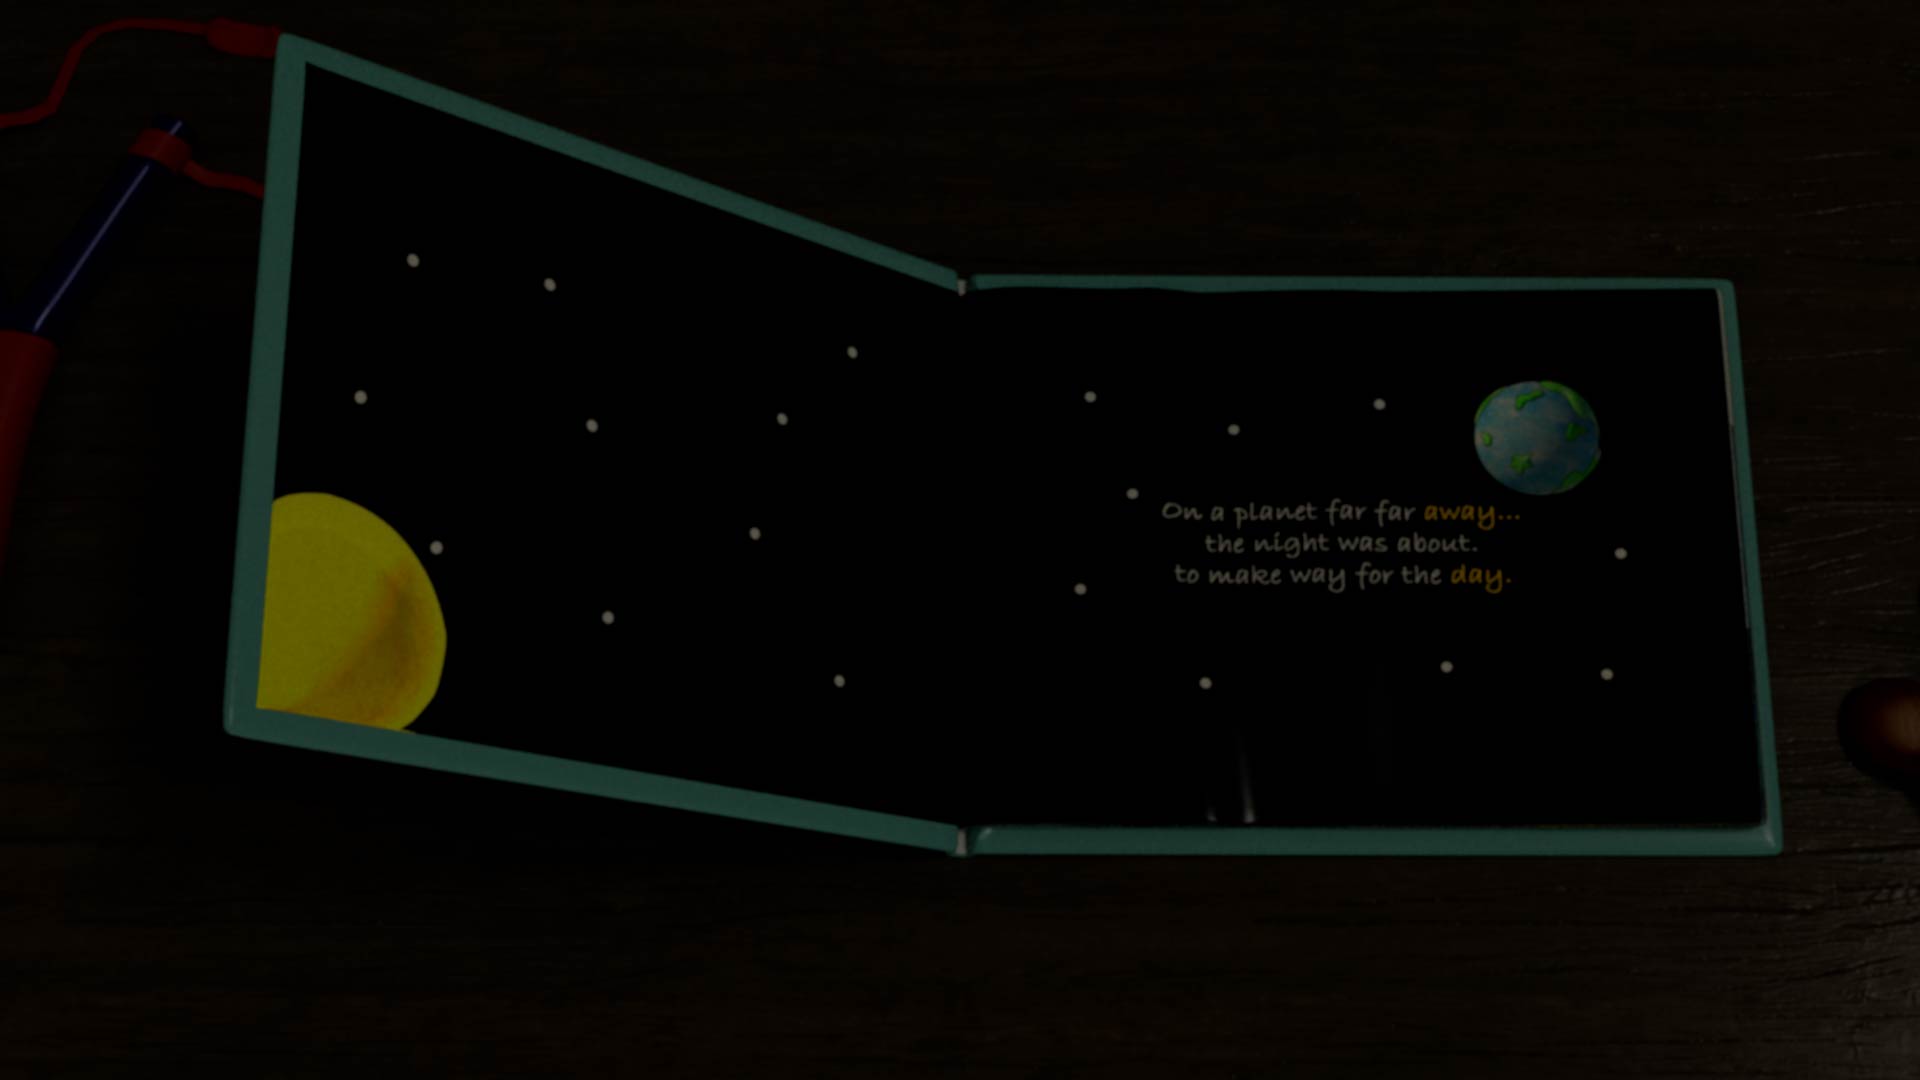 On a planet far far away...
the night was about.
to make way for the day.